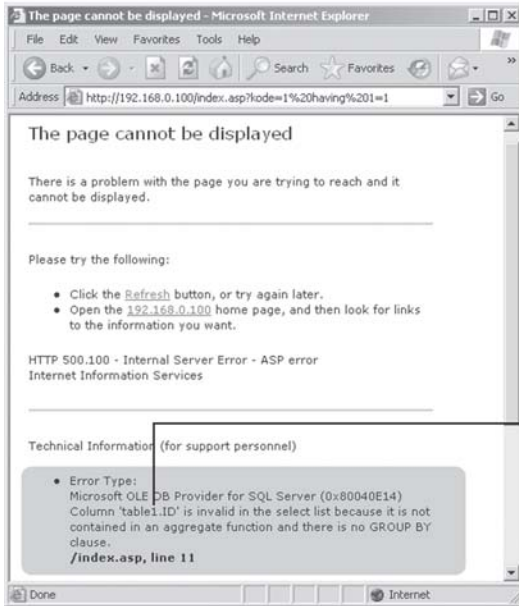 The page cannot be displayed - Microsoft Internet Explorer
File Edit View Favorites Tools Help
Back Search Favorites »
Address http://192.168.0.100/index.asp?kode=1%20having%201=1 Go
The page cannot be displayed
There is a problem with the page you are trying to reach and it
cannot be displayed.
Please try the following:
• Click the Refresh button, or try again later.
• Open the 192.168.0.100 home page, and then look for links
to the information you want.
HTTP 500.100 - Internal Server Error - ASP error
Internet Information Services
Technical Information (for support personnel)
• Error Type:
Microsoft OLE DB Provider for SQL Server (0x80040E14)
Column 'table1.ID' is invalid in the select list because it is not
contained in an aggregate function and there is no GROUP BY
clause.
/index.asp, line 11
Done Internet